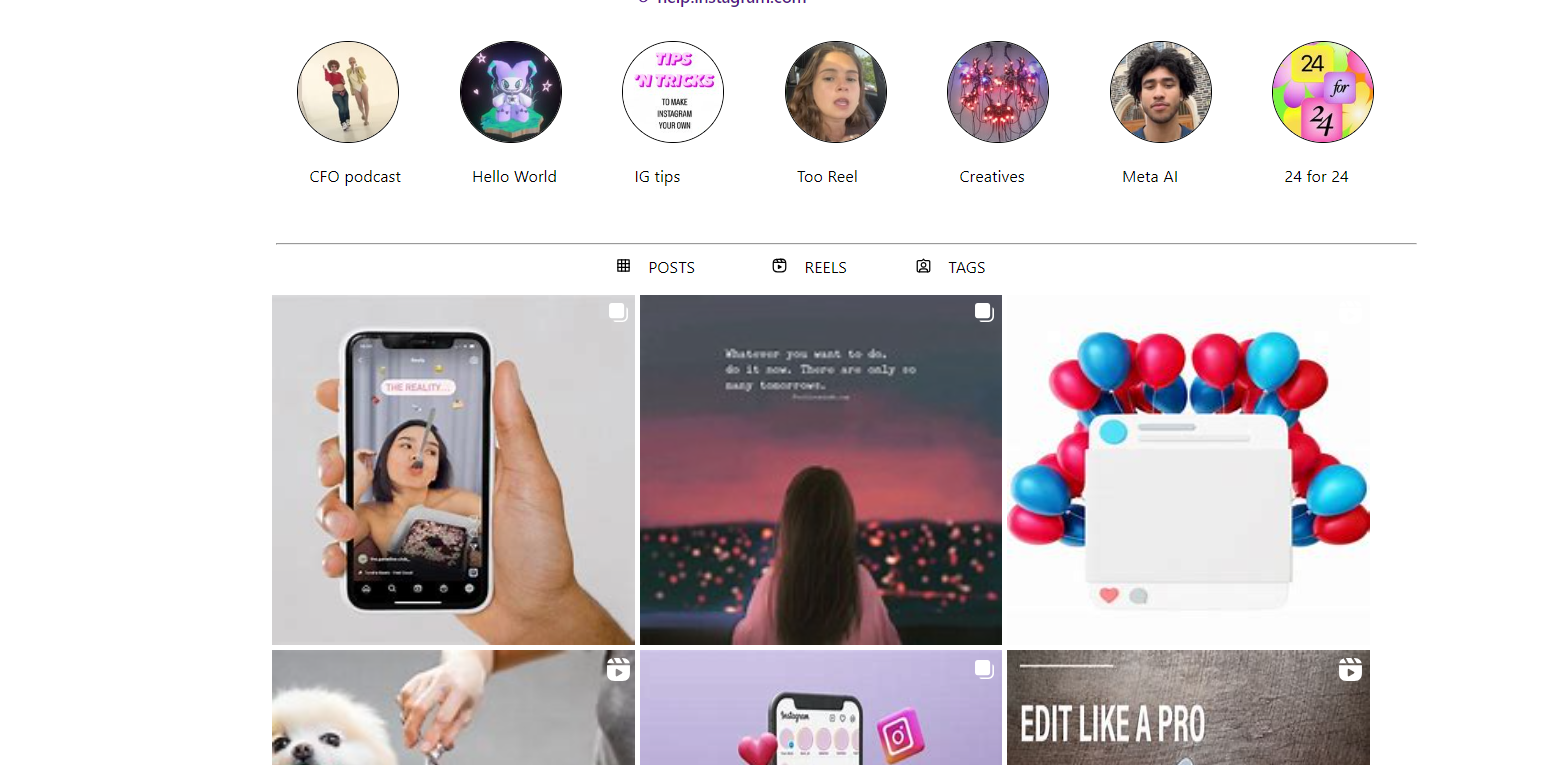 help.instagram.com
TIPS
'N TRICKS
TO MAKE
INSTAGRAM
YOUR OWN
24
for
24
CFO podcast
Hello World
IG tips
Too Reel
Creatives
Meta AI
24 for 24
POSTS
REELS
TAGS
THE REALITY...
Whatever you want to do,
do it now. There are only so
many tomorrows.
Instagram
EDIT LIKE A PRO